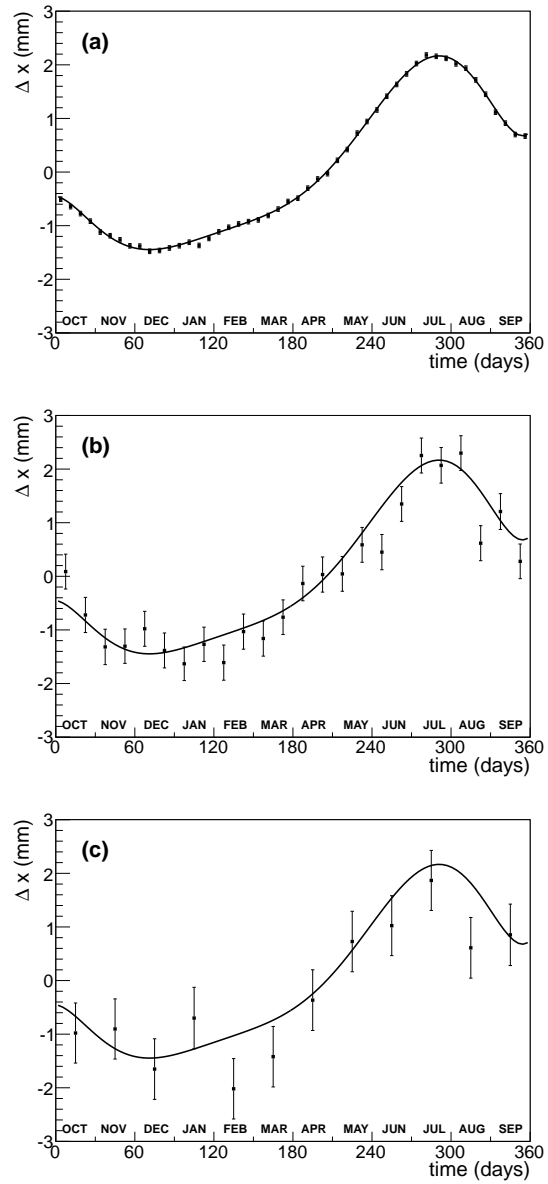 3
(a)
Δ x (mm)
2
1
0
-1
-2
-3
OCT NOV DEC JAN FEB MAR APR MAY JUN JUL AUG SEP
0 60 120 180 240 300 360
time (days)
3
(b)
Δ x (mm)
2
1
0
-1
-2
-3
OCT NOV DEC JAN FEB MAR APR MAY JUN JUL AUG SEP
0 60 120 180 240 300 360
time (days)
3
(c)
Δ x (mm)
2
1
0
-1
-2
-3
OCT NOV DEC JAN FEB MAR APR MAY JUN JUL AUG SEP
0 60 120 180 240 300 360
time (days)